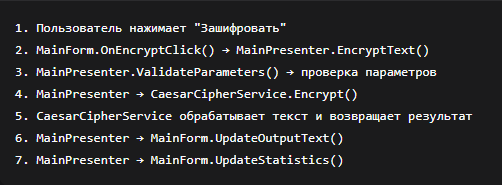 1. Пользователь нажимает "Зашифровать"
2. MainForm.OnEncryptClick() → MainPresenter.EncryptText()
3. MainPresenter.ValidateParameters() → проверка параметров
4. MainPresenter → CaesarCipherService.Encrypt()
5. CaesarCipherService обрабатывает текст и возвращает результат
6. MainPresenter → MainForm.UpdateOutputText()
7. MainPresenter → MainForm.UpdateStatistics()